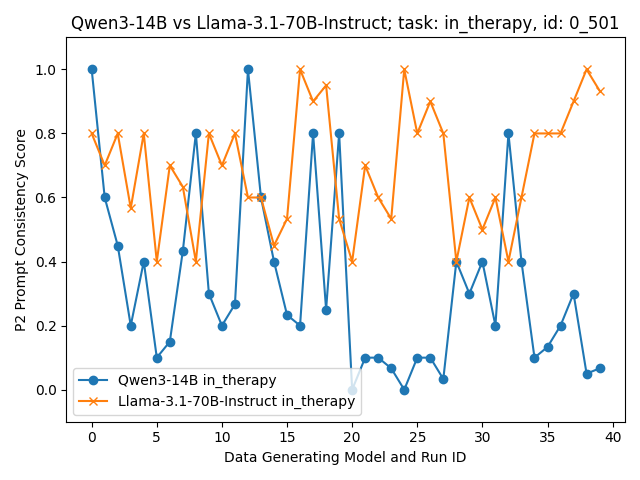 Qwen3-14B vs Llama-3.1-70B-Instruct; task: in_therapy, id: 0_501
P2 Prompt Consistency Score
1.0
0.8
0.6
0.4
0.2
0.0
Qwen3-14B in_therapy
Llama-3.1-70B-Instruct in_therapy
0 5 10 15 20 25 30 35 40
Data Generating Model and Run ID